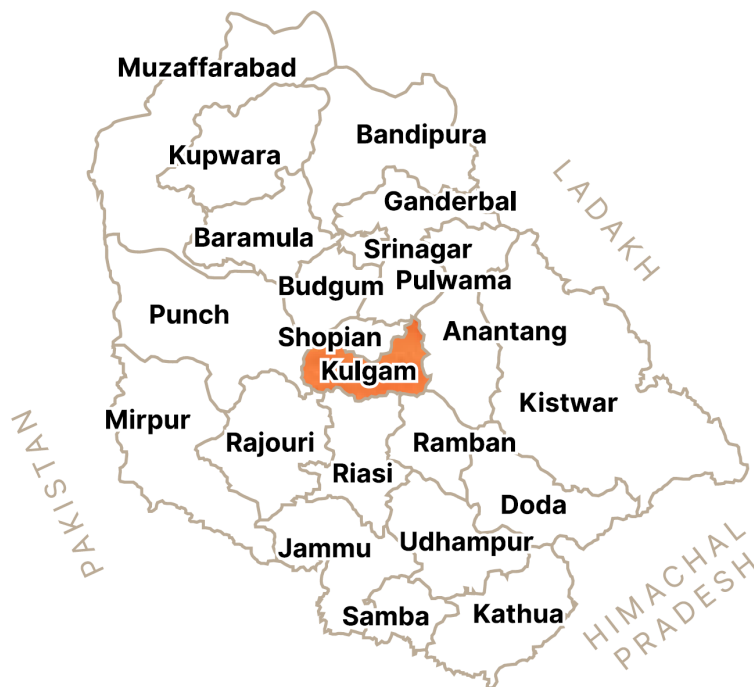 Muzaffarabad
Bandipura
Kupwara
LADAKH
Ganderbal
Baramula
Srinagar
Pulwama
Budgum
Punch
Anantang
Shopian
Kulgam
Kistwar
Mirpur
Rajouri
Ramban
Riasi
PAKISTAN
Doda
Udhampur
Jammu
HIMACHAL
PRADESH
Samba
Kathua